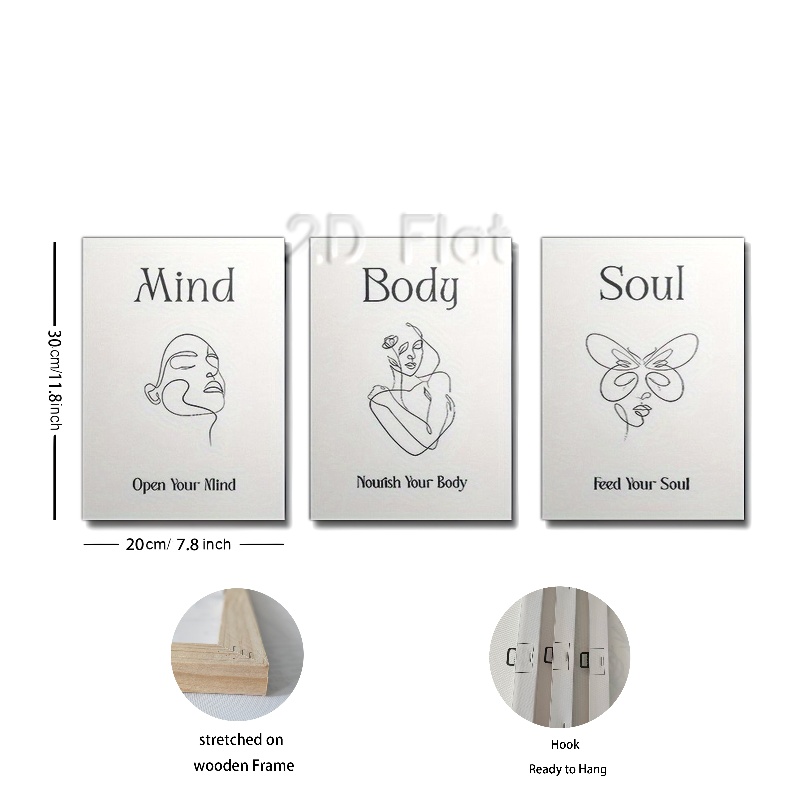 2D Flat
Mind
Body
Soul
30cm/11.8inch
Open Your Mind
Nourish Your Body
Feed Your Soul
20cm/ 7.8 inch
stretched on
wooden Frame
Hook
Ready to Hang